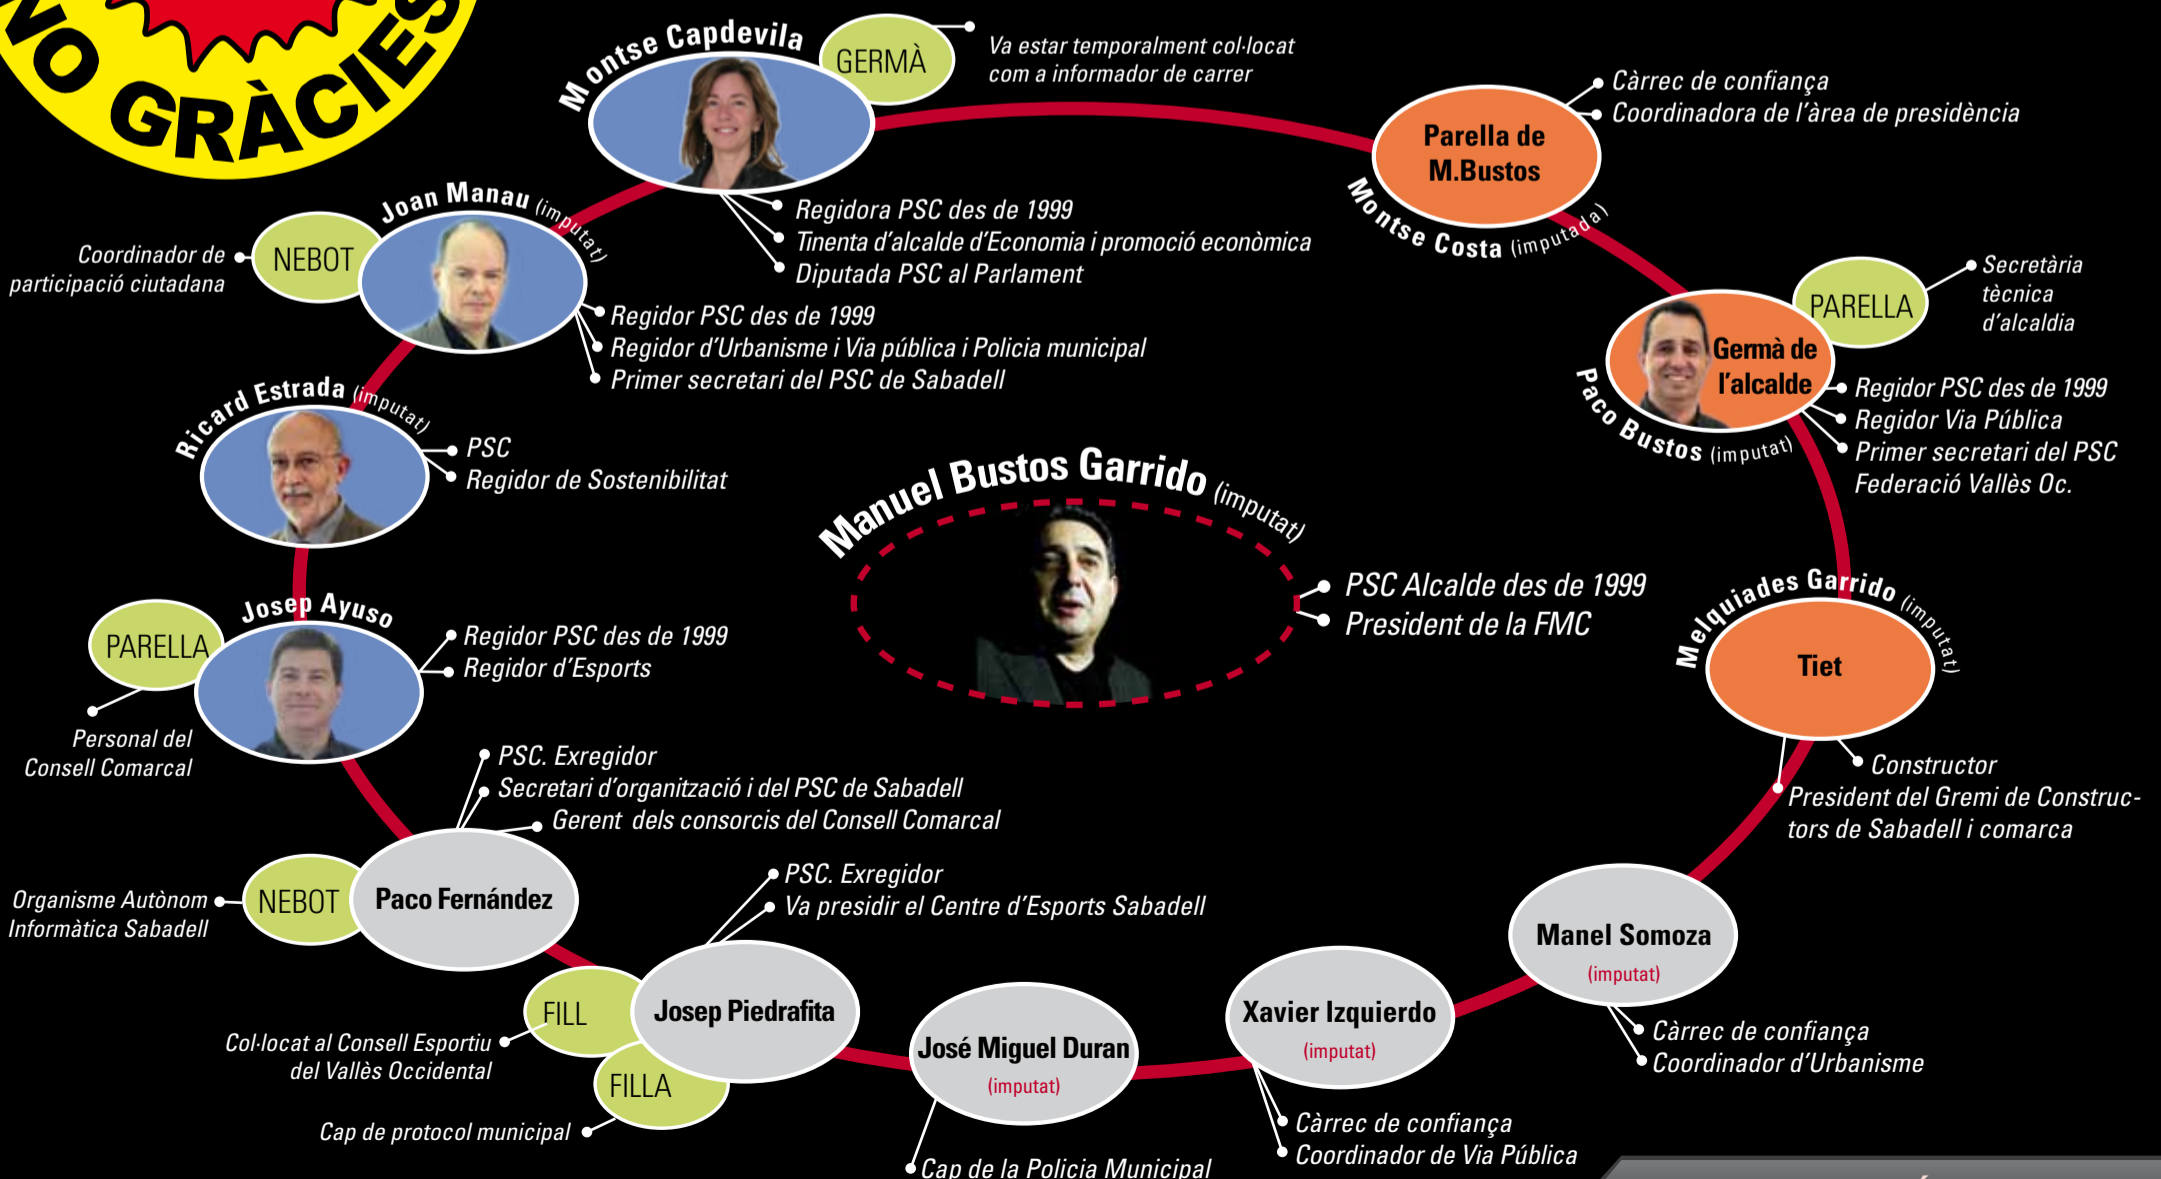 NO GRÀCIES
Montse Capdevila
GERMÀ
Va estar temporalment col·locat
com a informador de carrer
Regidora PSC des de 1999
Tinenta d'alcalde d'Economia i promoció econòmica
Diputada PSC al Parlament
Parella de
M.Bustos
Montse Costa (imputada)
Càrrec de confiança
Coordinadora de l'àrea de presidència
Joan Manau (imputat)
NEBOT
Coordinador de
participació ciutadana
Regidor PSC des de 1999
Regidor d'Urbanisme i Via pública i Policia municipal
Primer secretari del PSC de Sabadell
PARELLA
Secretària
tècnica
d'alcaldia
Germà de
l'alcalde
Paco Bustos (imputat)
Regidor PSC des de 1999
Regidor Via Pública
Primer secretari del PSC
Federació Vallès Oc.
Ricard Estrada (imputat)
PSC
Regidor de Sostenibilitat
Manuel Bustos Garrido (imputat)
PSC Alcalde des de 1999
President de la FMC
Melquiades Garrido (imputat)
Tiet
Constructor
President del Gremi de Construc-
tors de Sabadell i comarca
Josep Ayuso
PARELLA
Personal del
Consell Comarcal
Regidor PSC des de 1999
Regidor d'Esports
PSC. Exregidor
Secretari d'organització i del PSC de Sabadell
Gerent dels consorcis del Consell Comarcal
Paco Fernández
NEBOT
Organisme Autònom
Informàtica Sabadell
PSC. Exregidor
Va presidir el Centre d'Esports Sabadell
Josep Piedrafita
FILL
Col·locat al Consell Esportiu
del Vallès Occidental
FILLA
Cap de protocol municipal
José Miguel Duran
(imputat)
Cap de la Policia Municipal
Xavier Izquierdo
(imputat)
Càrrec de confiança
Coordinador de Via Pública
Manel Somoza
(imputat)
Càrrec de confiança
Coordinador d'Urbanisme